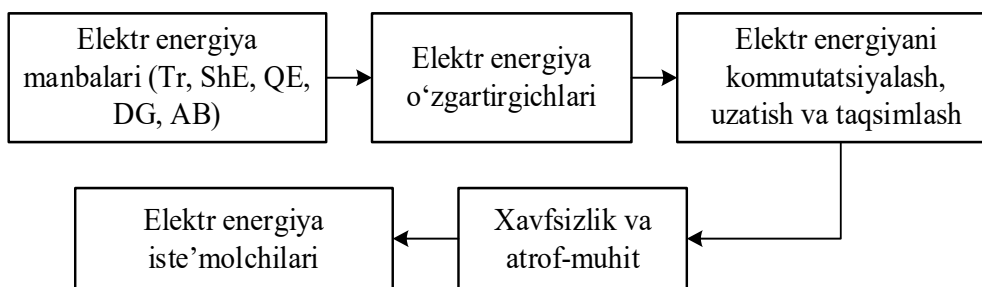 Elektr energiya
manbalari (Tr, ShE, QE,
DG, AB)
Elektr energiya
o‘zgartirgichlari
Elektr energiyani
kommutatsiyalash,
uzatish va taqsimlash
Xavfsizlik va
atrof-muhit
Elektr energiya
iste’molchilari